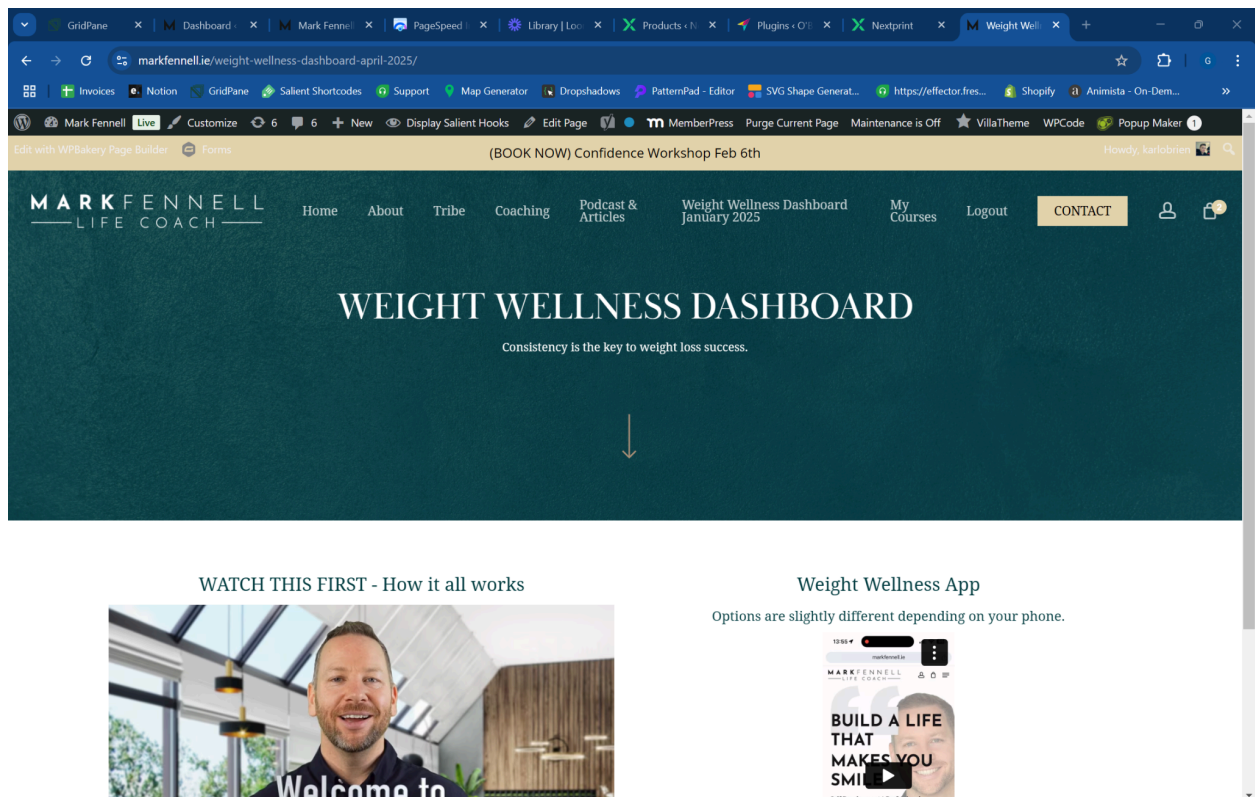 GridPane
Dashboard ‹
Mark Fennell
PageSpeed I
Library | Loo
Products ‹ N
Plugins ‹ O'B
Nextprint
Weight Well
markfennell.ie/weight-wellness-dashboard-april-2025/
G
Invoices
Notion
GridPane
Salient Shortcodes
Support
Map Generator
Dropshadows
PatternPad - Editor
SVG Shape Generat...
https://effector.fres...
Shopify
Animista - On-Dem...
Mark Fennell Live
Customize
6
6
New
Display Salient Hooks
Edit Page
MemberPress
Purge Current Page
Maintenance is Off
VillaTheme
WPCode
Popup Maker 1
Edit with WPBakery Page Builder
Forms
(BOOK NOW) Confidence Workshop Feb 6th
Howdy, karlobrien
MARKFENNELL
LIFE COACH
Home
About
Tribe
Coaching
Podcast &
Articles
Weight Wellness Dashboard
January 2025
My
Courses
Logout
CONTACT
2
WEIGHT WELLNESS DASHBOARD
Consistency is the key to weight loss success.
WATCH THIS FIRST - How it all works
Welcome to
Weight Wellness App
Options are slightly different depending on your phone.
13:55
markfennell.ie
MARKFENNELL
LIFE COACH
BUILD A LIFE
THAT
MAKES YOU
SMILE